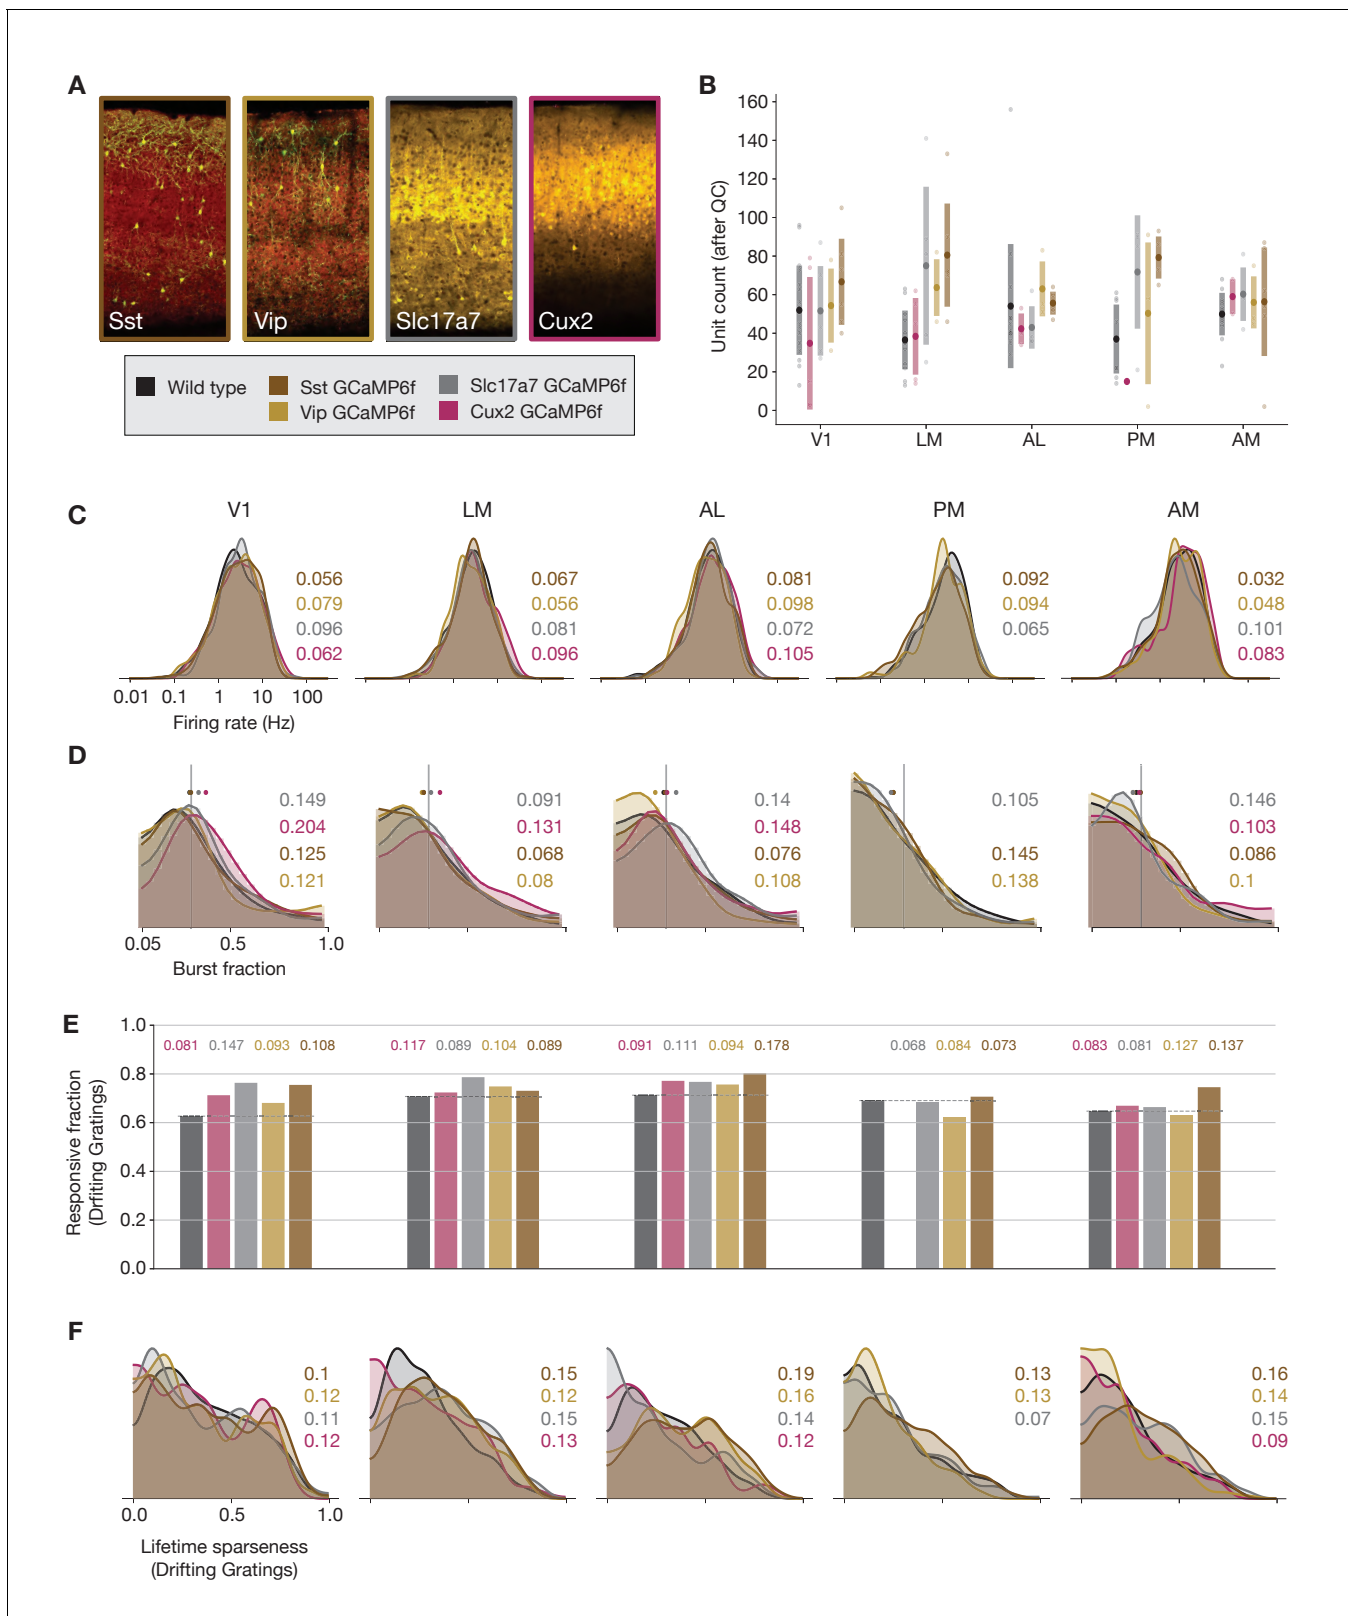 A
B
Sst
Vip
Slc17a7
Cux2
Wild type
Sst GCaMP6f
Slc17a7 GCaMP6f
Vip GCaMP6f
Cux2 GCaMP6f
Unit count (after QC)
160
140
120
100
80
60
40
20
0
V1 LM AL PM AM
C
V1 LM AL PM AM
0.056 0.067 0.081 0.092 0.032
0.079 0.056 0.098 0.094 0.048
0.096 0.081 0.072 0.065 0.101
0.062 0.096 0.105 0.083
0.01 0.1 1 10 100
Firing rate (Hz)
D
0.149 0.091 0.14 0.105 0.146
0.204 0.131 0.148 0.103
0.125 0.068 0.076 0.145 0.086
0.121 0.08 0.108 0.138 0.1
0.05 0.5 1.0
Burst fraction
E
Responsive fraction
(Drfiting Gratings)
1.0
0.8
0.6
0.4
0.2
0.0
0.081 0.147 0.093 0.108 0.117 0.089 0.104 0.089 0.091 0.111 0.094 0.178 0.068 0.084 0.073 0.083 0.081 0.127 0.137
F
0.1 0.15 0.19 0.13 0.16
0.12 0.12 0.16 0.13 0.14
0.11 0.15 0.14 0.07 0.15
0.12 0.13 0.12 0.09
0.0 0.5 1.0
Lifetime sparseness
(Drifting Gratings)